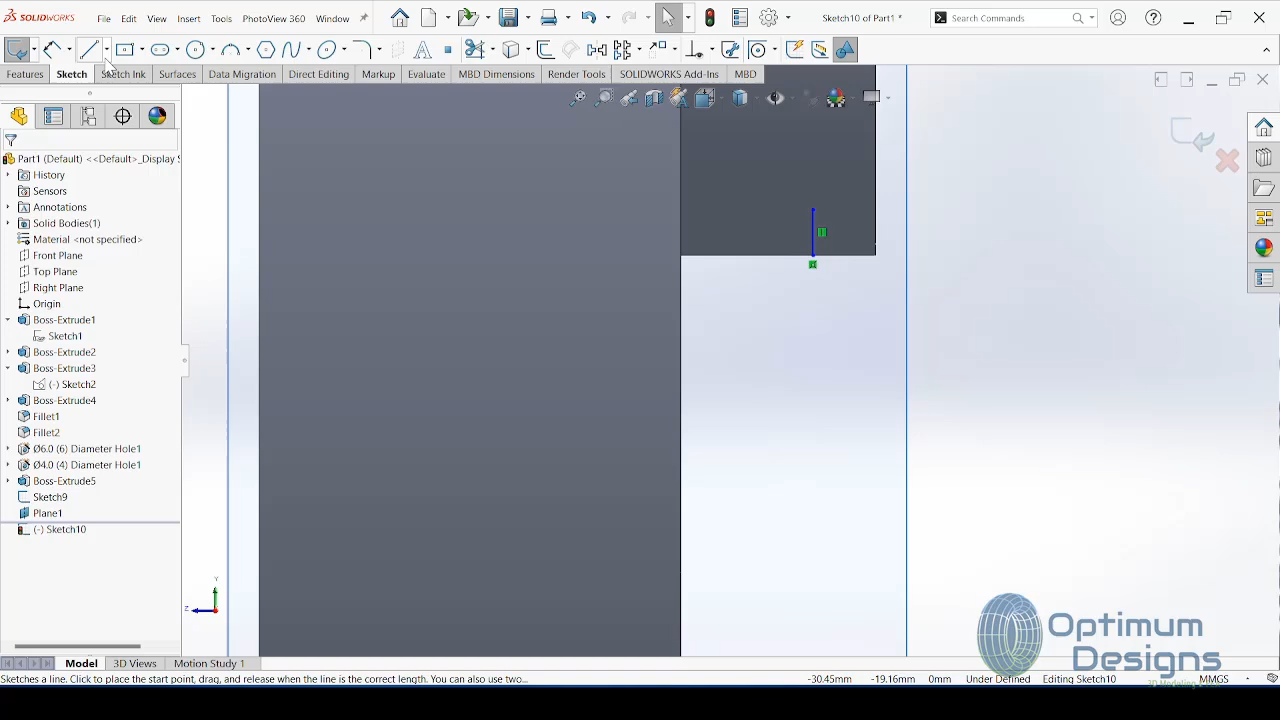 SOLIDWORKS
File
Edit
View
Insert
Tools
PhotoView 360
Window
Sketch10 of Part1 *
Search Commands
Features
Sketch
Sketch Ink
Surfaces
Data Migration
Direct Editing
Markup
Evaluate
MBD Dimensions
Render Tools
SOLIDWORKS Add-Ins
MBD
Part1 (Default) <<Default>_Display S
History
Sensors
Annotations
Solid Bodies(1)
Material <not specified>
Front Plane
Top Plane
Right Plane
Origin
Boss-Extrude1
Sketch1
Boss-Extrude2
Boss-Extrude3
(-) Sketch2
Boss-Extrude4
Fillet1
Fillet2
Ø6.0 (6) Diameter Hole1
Ø4.0 (4) Diameter Hole1
Boss-Extrude5
Sketch9
Plane1
(-) Sketch10
Y
Z
Optimum
Designs
Model
3D Views
Motion Study 1
Sketches a line. Click to place the start point, drag, and release when the line is the correct length. You can also use two...
-30.45mm
-19.16mm
0mm
Under Defined
Editing Sketch10
MMGS